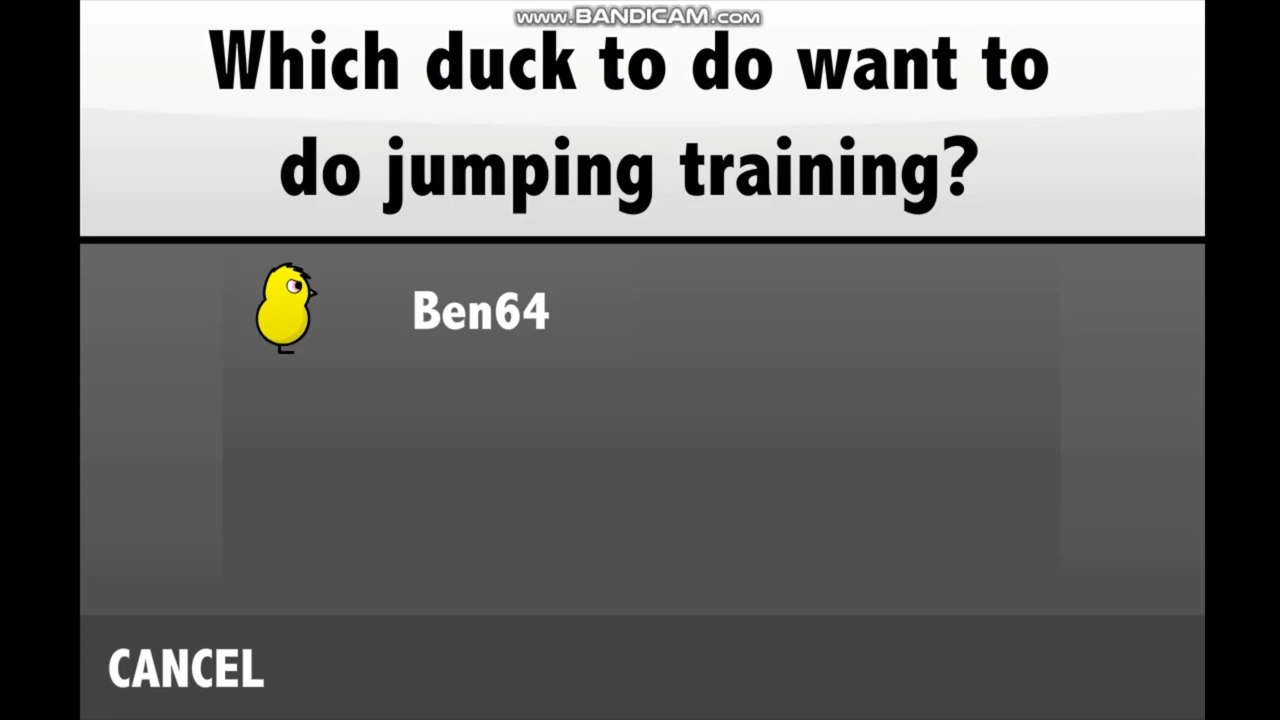 www.BANDICAM.com
Which duck to do want to
do jumping training?
Ben64
CANCEL